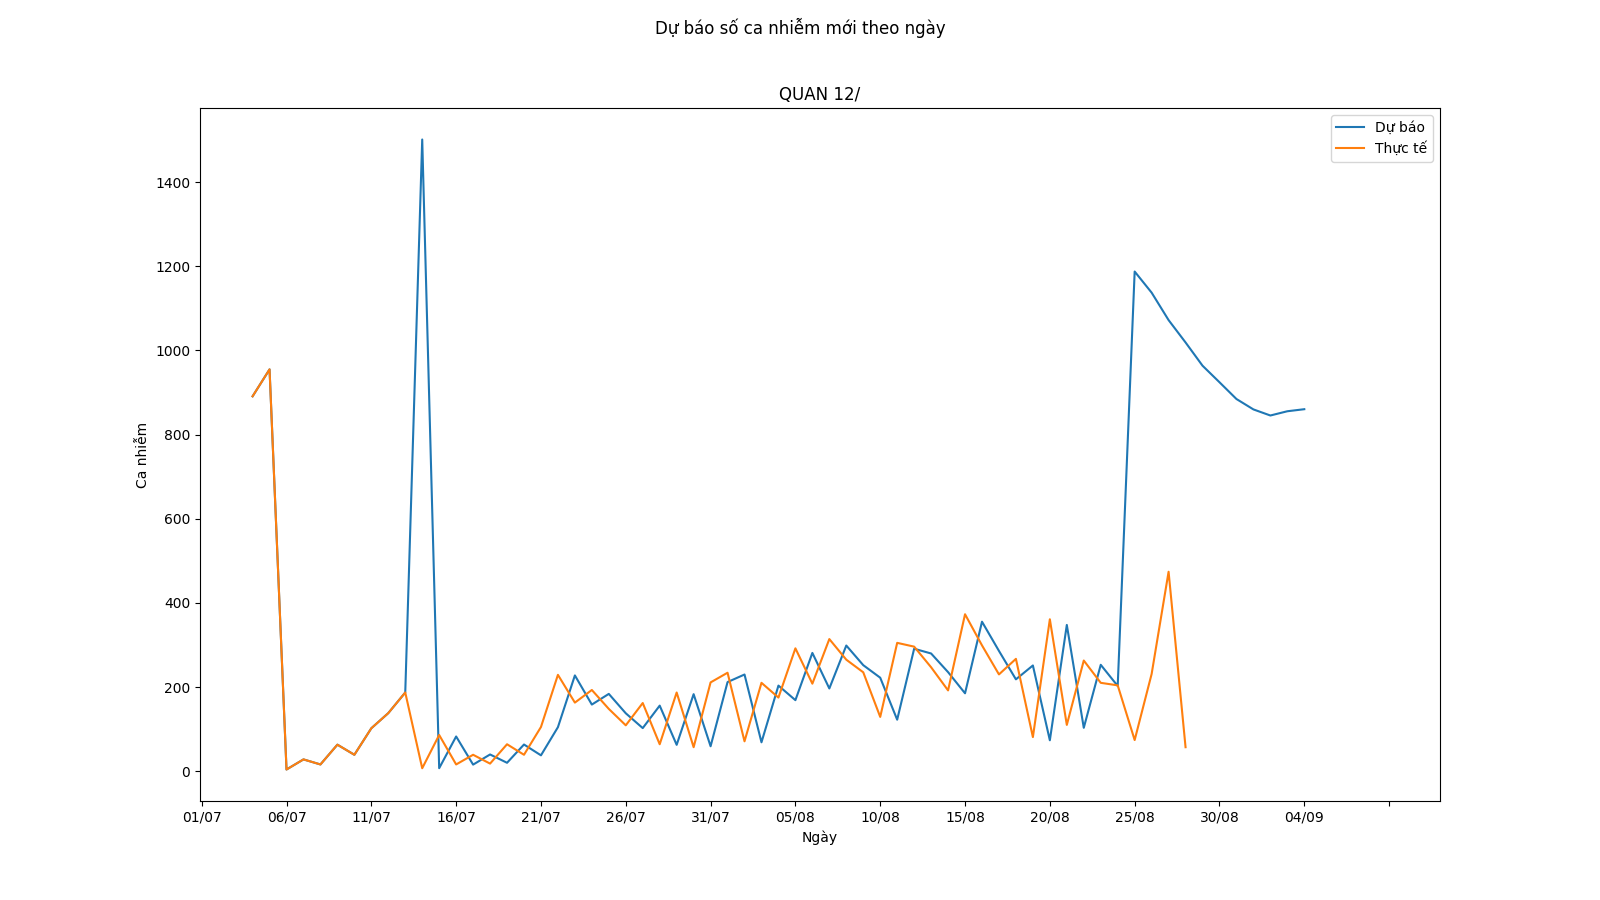 Dự báo số ca nhiễm mới theo ngày
QUAN 12/
Dự báo
Thực tế
1400
1200
1000
800
600
400
200
0
Ca nhiễm
01/07 06/07 11/07 16/07 21/07 26/07 31/07 05/08 10/08 15/08 20/08 25/08 30/08 04/09
Ngày